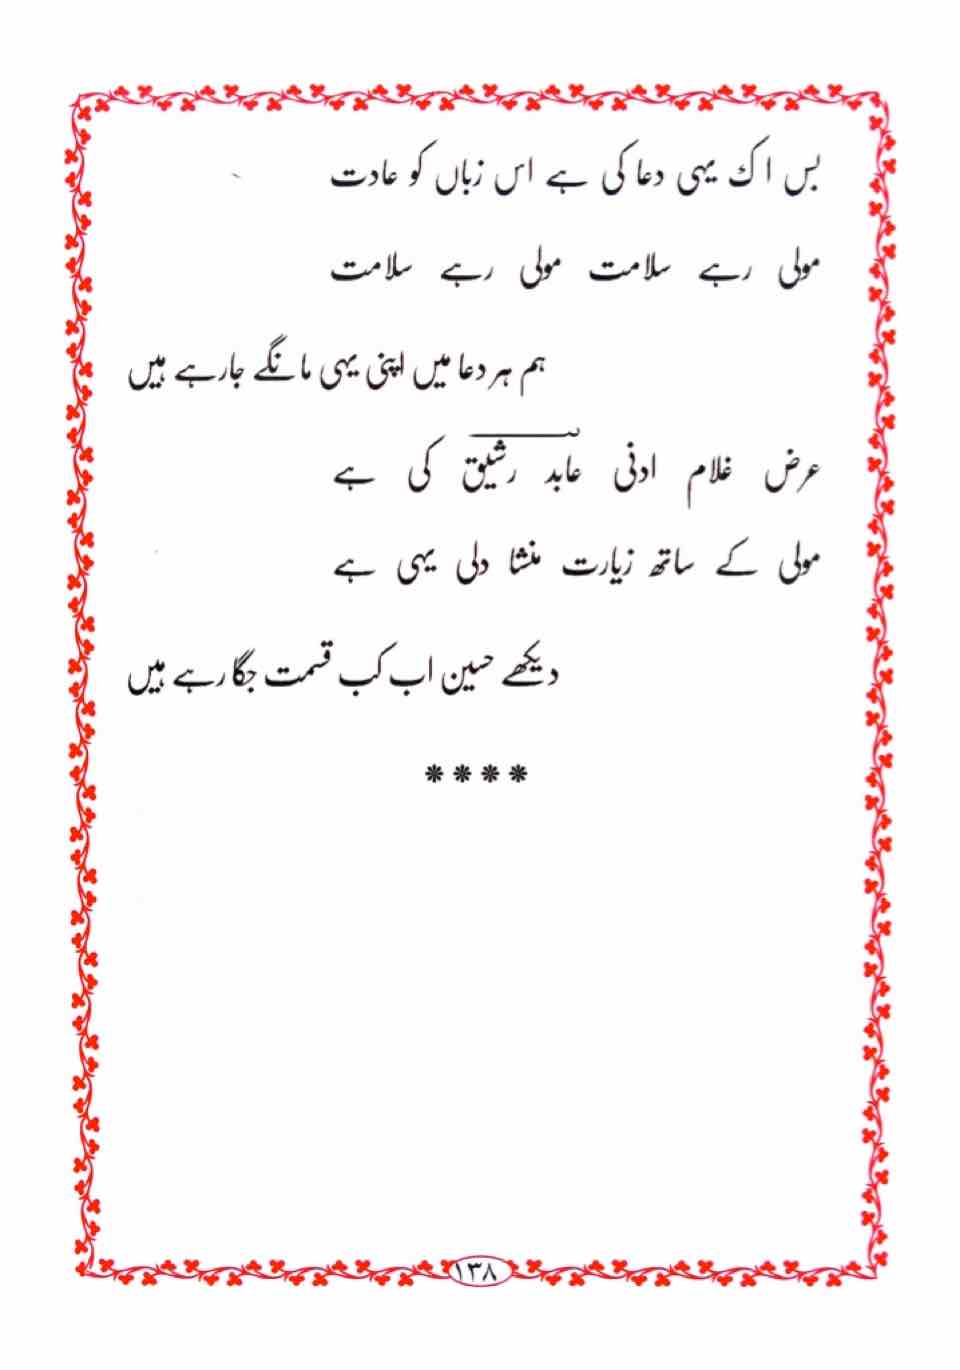 بس اک یہی دعا کی ہے اس زباں کو عادت
مولی رہے سلامت مولی رہے سلامت
ہم ہر دعا میں اپنی یہی مانگے جارہے ہیں
عرض غلام ادنی عابد رشیق کی ہے
مولی کے ساتھ زیارت منشا دلی یہی ہے
دیکھے حسین اب کب قسمت جگا رہے ہیں
****
۱۳۸